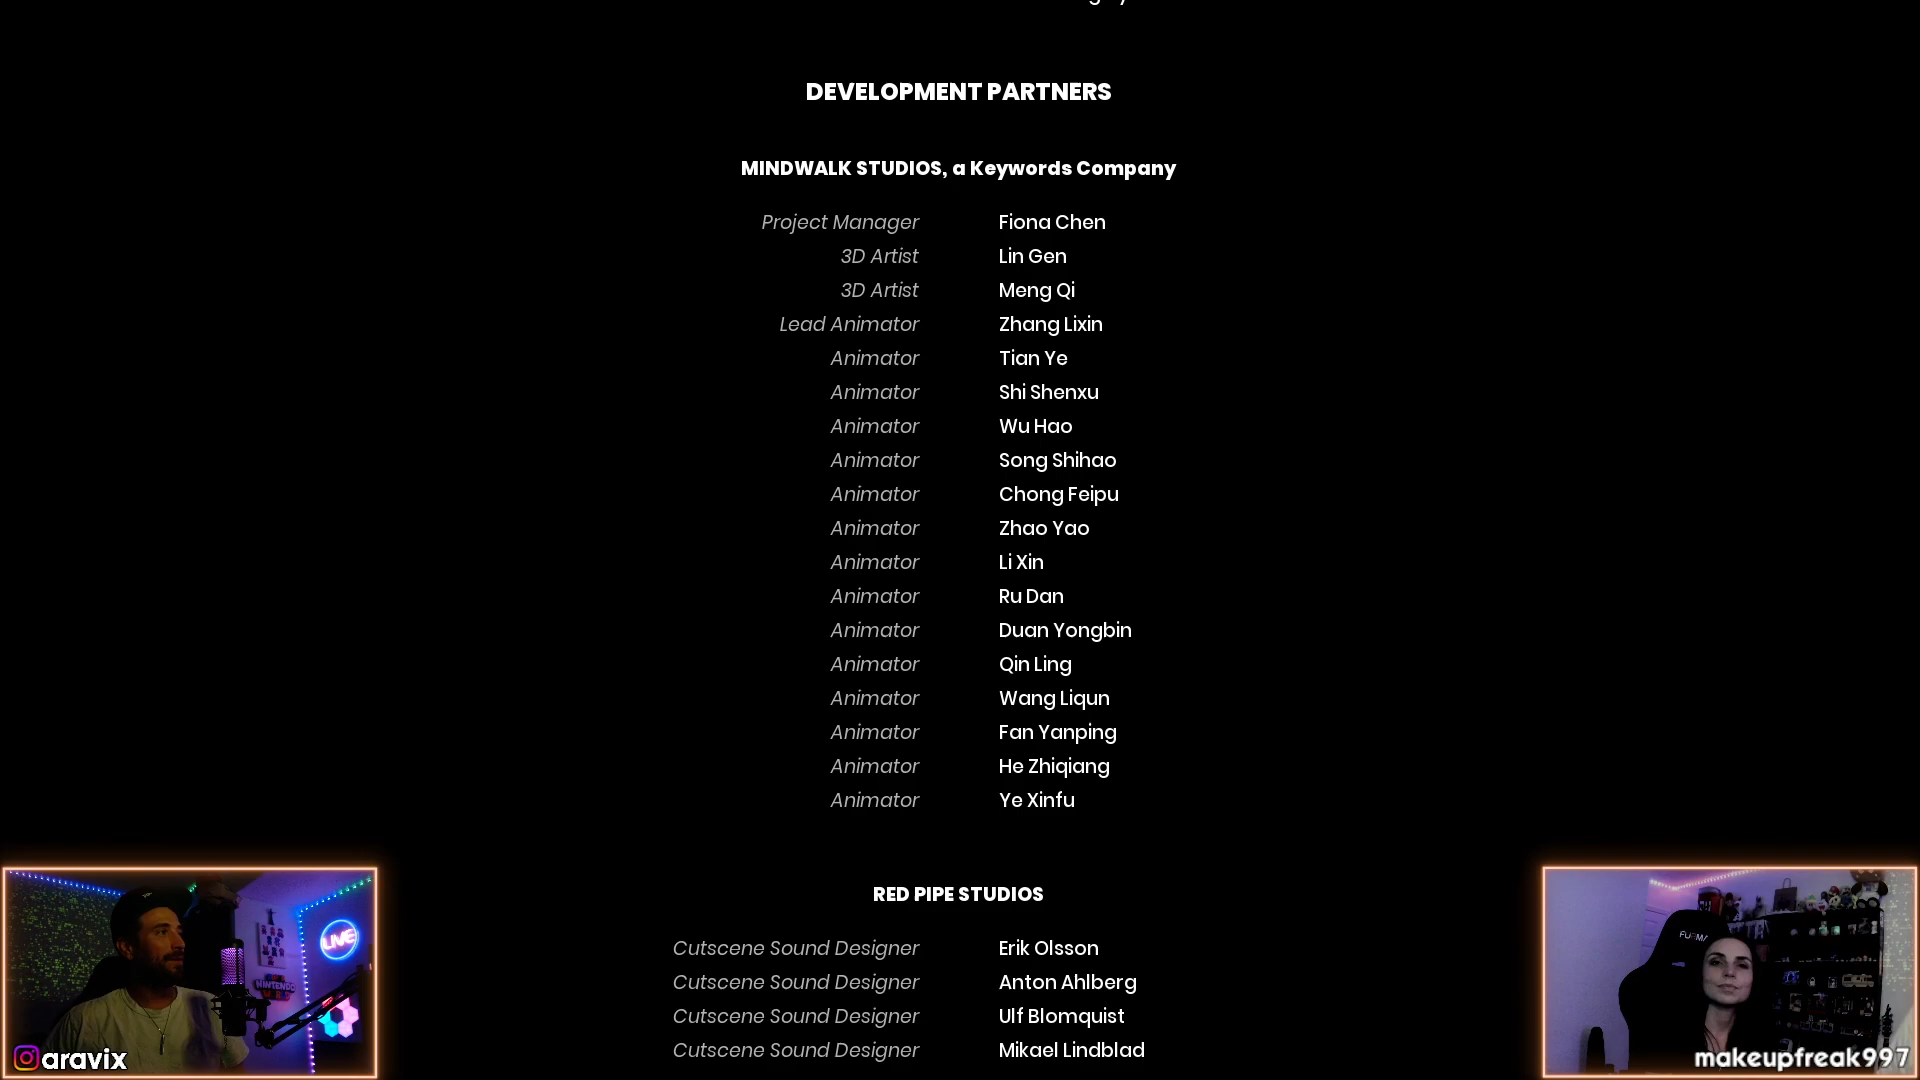 DEVELOPMENT PARTNERS
MINDWALK STUDIOS, a Keywords Company
Project Manager Fiona Chen
3D Artist Lin Gen
3D Artist Meng Qi
Lead Animator Zhang Lixin
Animator Tian Ye
Animator Shi Shenxu
Animator Wu Hao
Animator Song Shihao
Animator Chong Feipu
Animator Zhao Yao
Animator Li Xin
Animator Ru Dan
Animator Duan Yongbin
Animator Qin Ling
Animator Wang Liqun
Animator Fan Yanping
Animator He Zhiqiang
Animator Ye Xinfu
RED PIPE STUDIOS
Cutscene Sound Designer Erik Olsson
Cutscene Sound Designer Anton Ahlberg
Cutscene Sound Designer Ulf Blomquist
Cutscene Sound Designer Mikael Lindblad
LIVE
NINTENDO
aravix
makeupfreak997